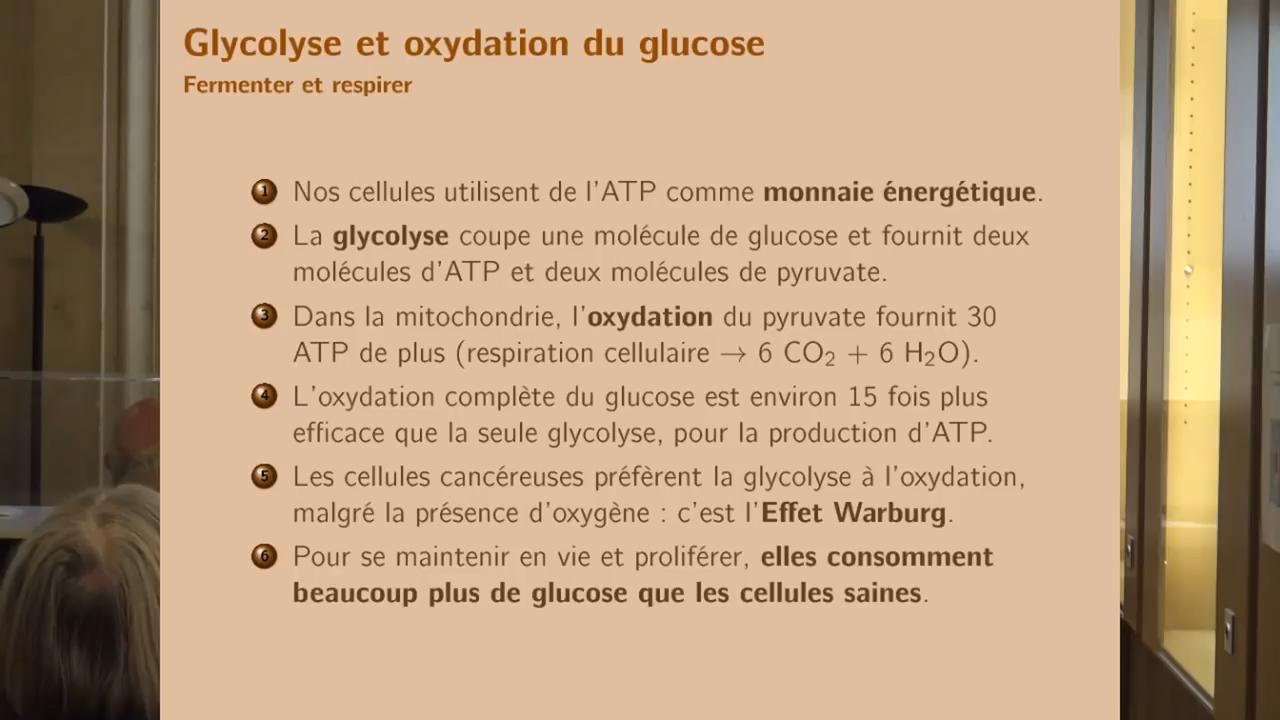 Glycolyse et oxydation du glucose
Fermenter et respirer
1 Nos cellules utilisent de l'ATP comme monnaie énergétique.
2 La glycolyse coupe une molécule de glucose et fournit deux
molécules d'ATP et deux molécules de pyruvate.
3 Dans la mitochondrie, l'oxydation du pyruvate fournit 30
ATP de plus (respiration cellulaire → 6 CO₂ + 6 H₂O).
4 L'oxydation complète du glucose est environ 15 fois plus
efficace que la seule glycolyse, pour la production d'ATP.
5 Les cellules cancéreuses préfèrent la glycolyse à l'oxydation,
malgré la présence d'oxygène : c'est l'Effet Warburg.
6 Pour se maintenir en vie et proliférer, elles consomment
beaucoup plus de glucose que les cellules saines.